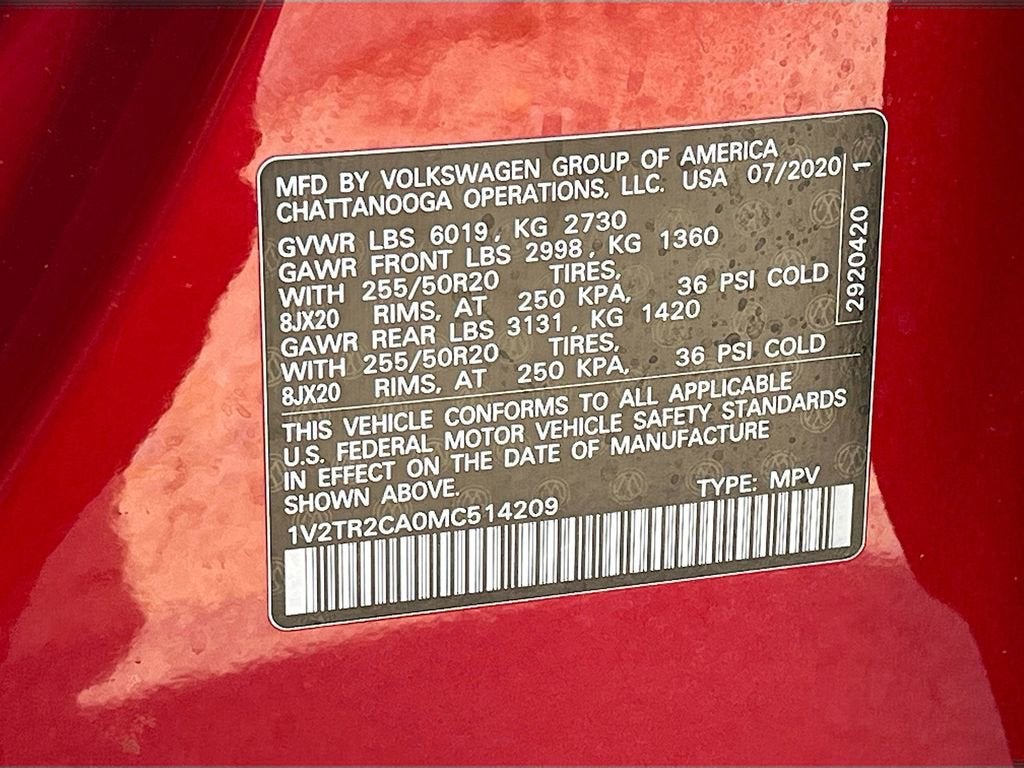 MFD BY VOLKSWAGEN GROUP OF AMERICA
CHATTANOOGA OPERATIONS, LLC. USA 07/2020
GVWR LBS 6019, KG 2730
GAWR FRONT LBS 2998, KG 1360
WITH 255/50R20 TIRES,
8JX20 RIMS, AT 250 KPA, 36 PSI COLD
GAWR REAR LBS 3131, KG 1420
WITH 255/50R20 TIRES,
8JX20 RIMS, AT 250 KPA, 36 PSI COLD
THIS VEHICLE CONFORMS TO ALL APPLICABLE
U.S. FEDERAL MOTOR VEHICLE SAFETY STANDARDS
IN EFFECT ON THE DATE OF MANUFACTURE
SHOWN ABOVE.
1V2TR2CA0MC514209 TYPE: MPV
2920420 1